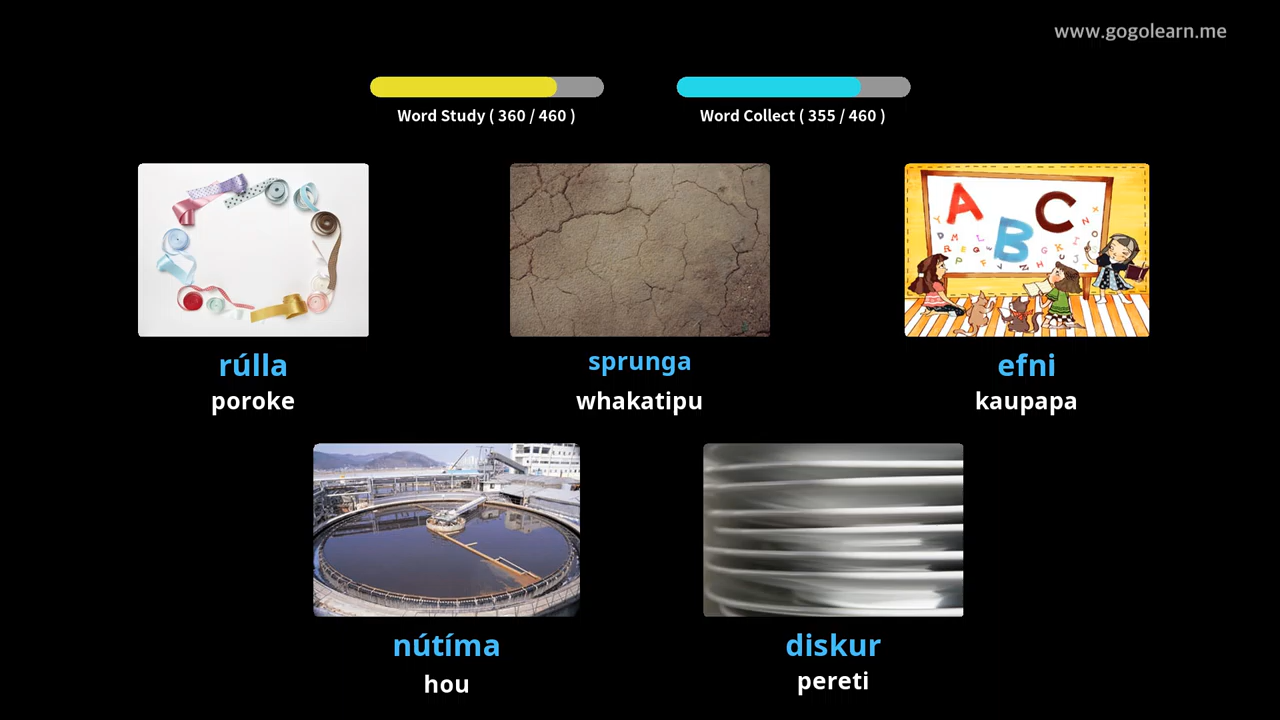 www.gogolearn.me
Word Study ( 360 / 460 )
Word Collect ( 355 / 460 )
A B C
rúlla
poroke
sprunga
whakatipu
efni
kaupapa
nútíma
hou
diskur
pereti